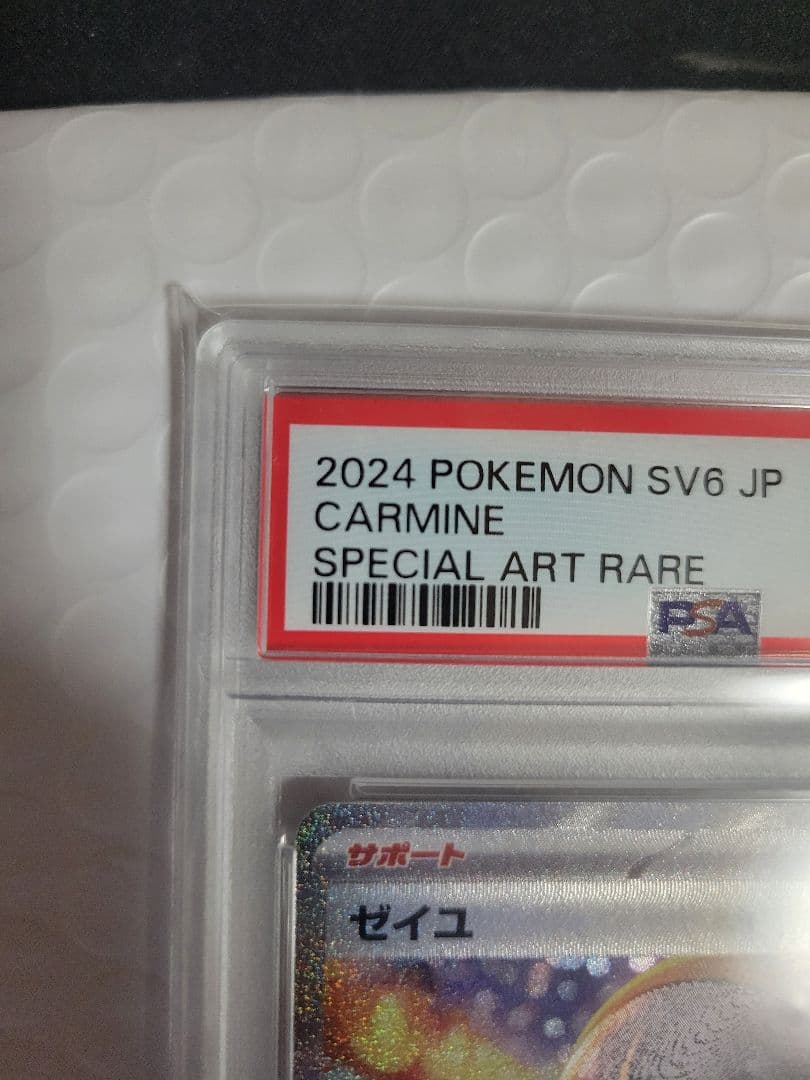 2024 POKEMON SV6 JP
CARMINE
SPECIAL ART RARE
PSA
サポート
ゼイユ